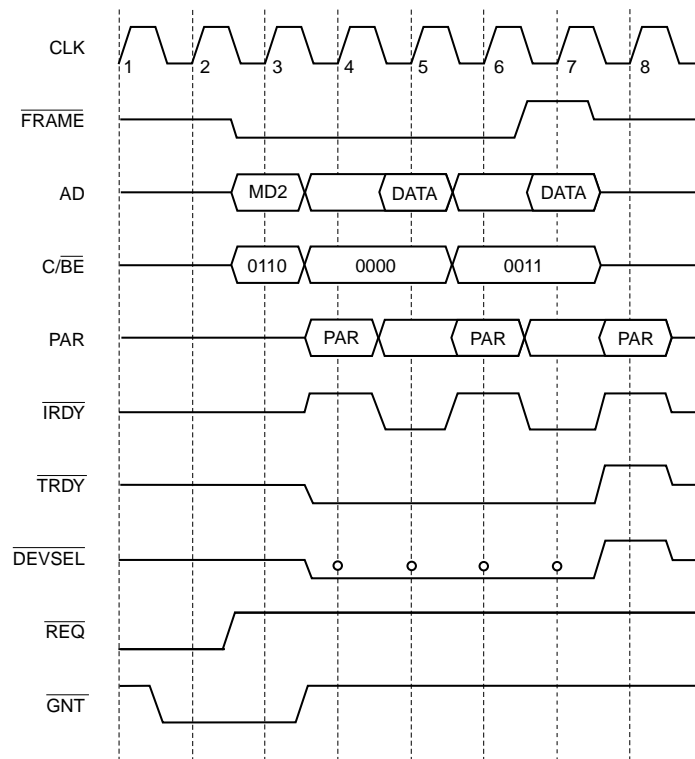 CLK
1 2 3 4 5 6 7 8
FRAME
AD MD2 DATA DATA
C/BE 0110 0000 0011
PAR PAR PAR PAR
IRDY
TRDY
DEVSEL
REQ
GNT